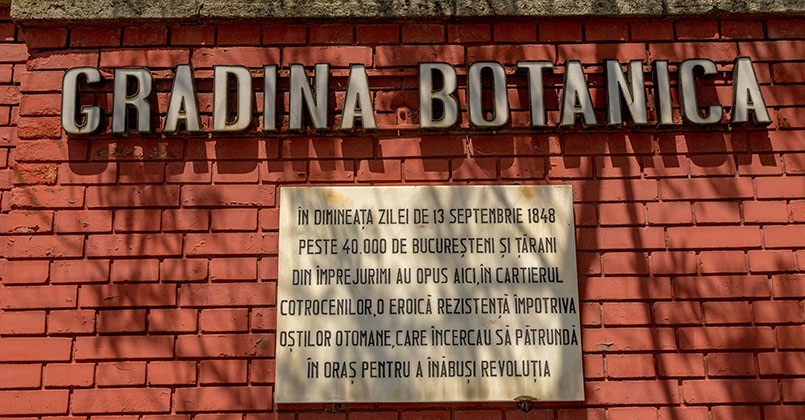 GRADINA BOTANICA
ÎN DIMINEAȚA ZILEI DE 13 SEPTEMBRIE 1848
PESTE 40.000 DE BUCUREȘTENI ȘI ȚĂRANI
DIN ÎMPREJURIMI AU OPUS AICI, ÎN CARTIERUL
COTROCENILOR, O EROICĂ REZISTENȚĂ ÎMPOTRIVA
OȘTILOR OTOMANE, CARE ÎNCERCAU SĂ PĂTRUNDĂ
ÎN ORAȘ PENTRU A ÎNĂBUȘI REVOLUȚIA